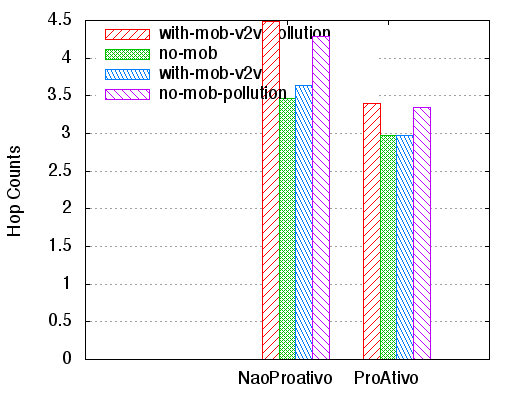 4.5
4
3.5
3
2.5
2
1.5
1
0.5
0
Hop Counts
with-mob-v2v-pollution
no-mob
with-mob-v2v
no-mob-pollution
NaoProativo
ProAtivo